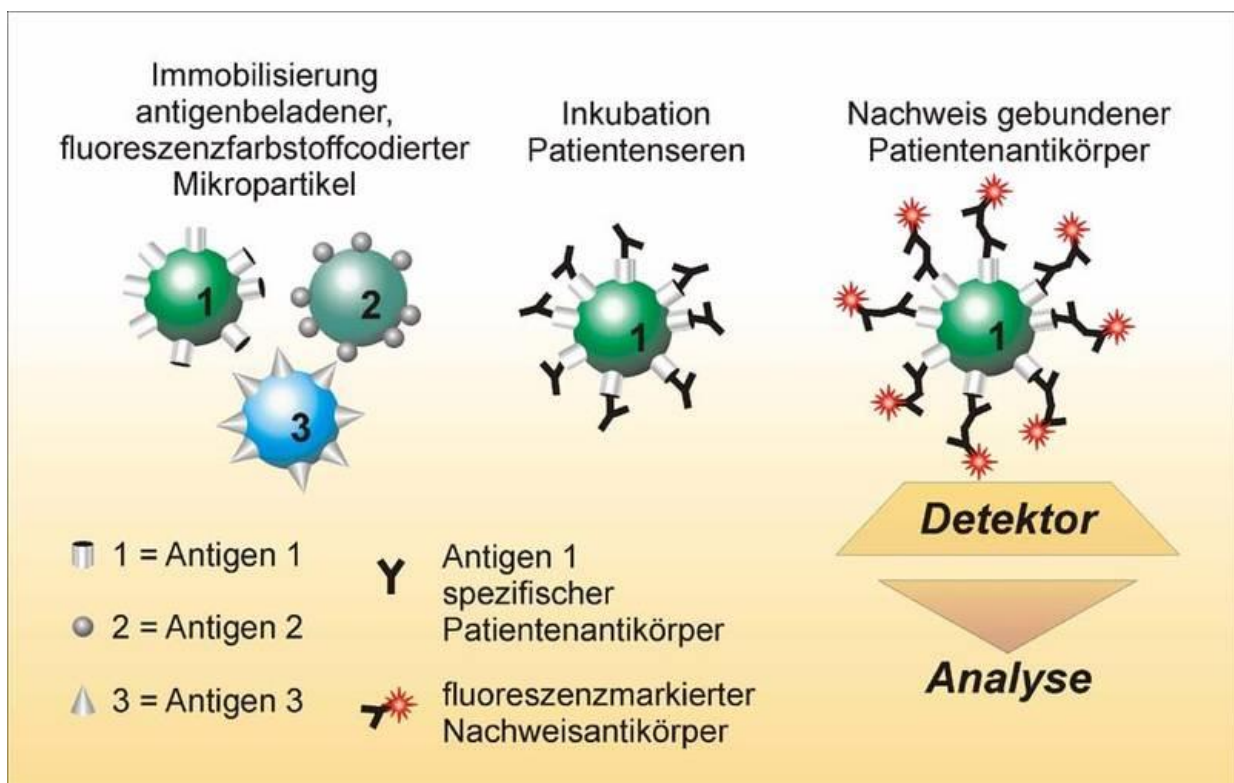 Immobilisierung
antigenbeladener,
fluoreszenzfarbstoffcodierter
Mikropartikel
Inkubation
Patientenseren
Nachweis gebundener
Patientenantikörper
1
2
3
1
1
1 = Antigen 1
2 = Antigen 2
3 = Antigen 3
Antigen 1
spezifischer
Patientenantikörper
fluoreszenzmarkierter
Nachweisantikörper
Detektor
Analyse